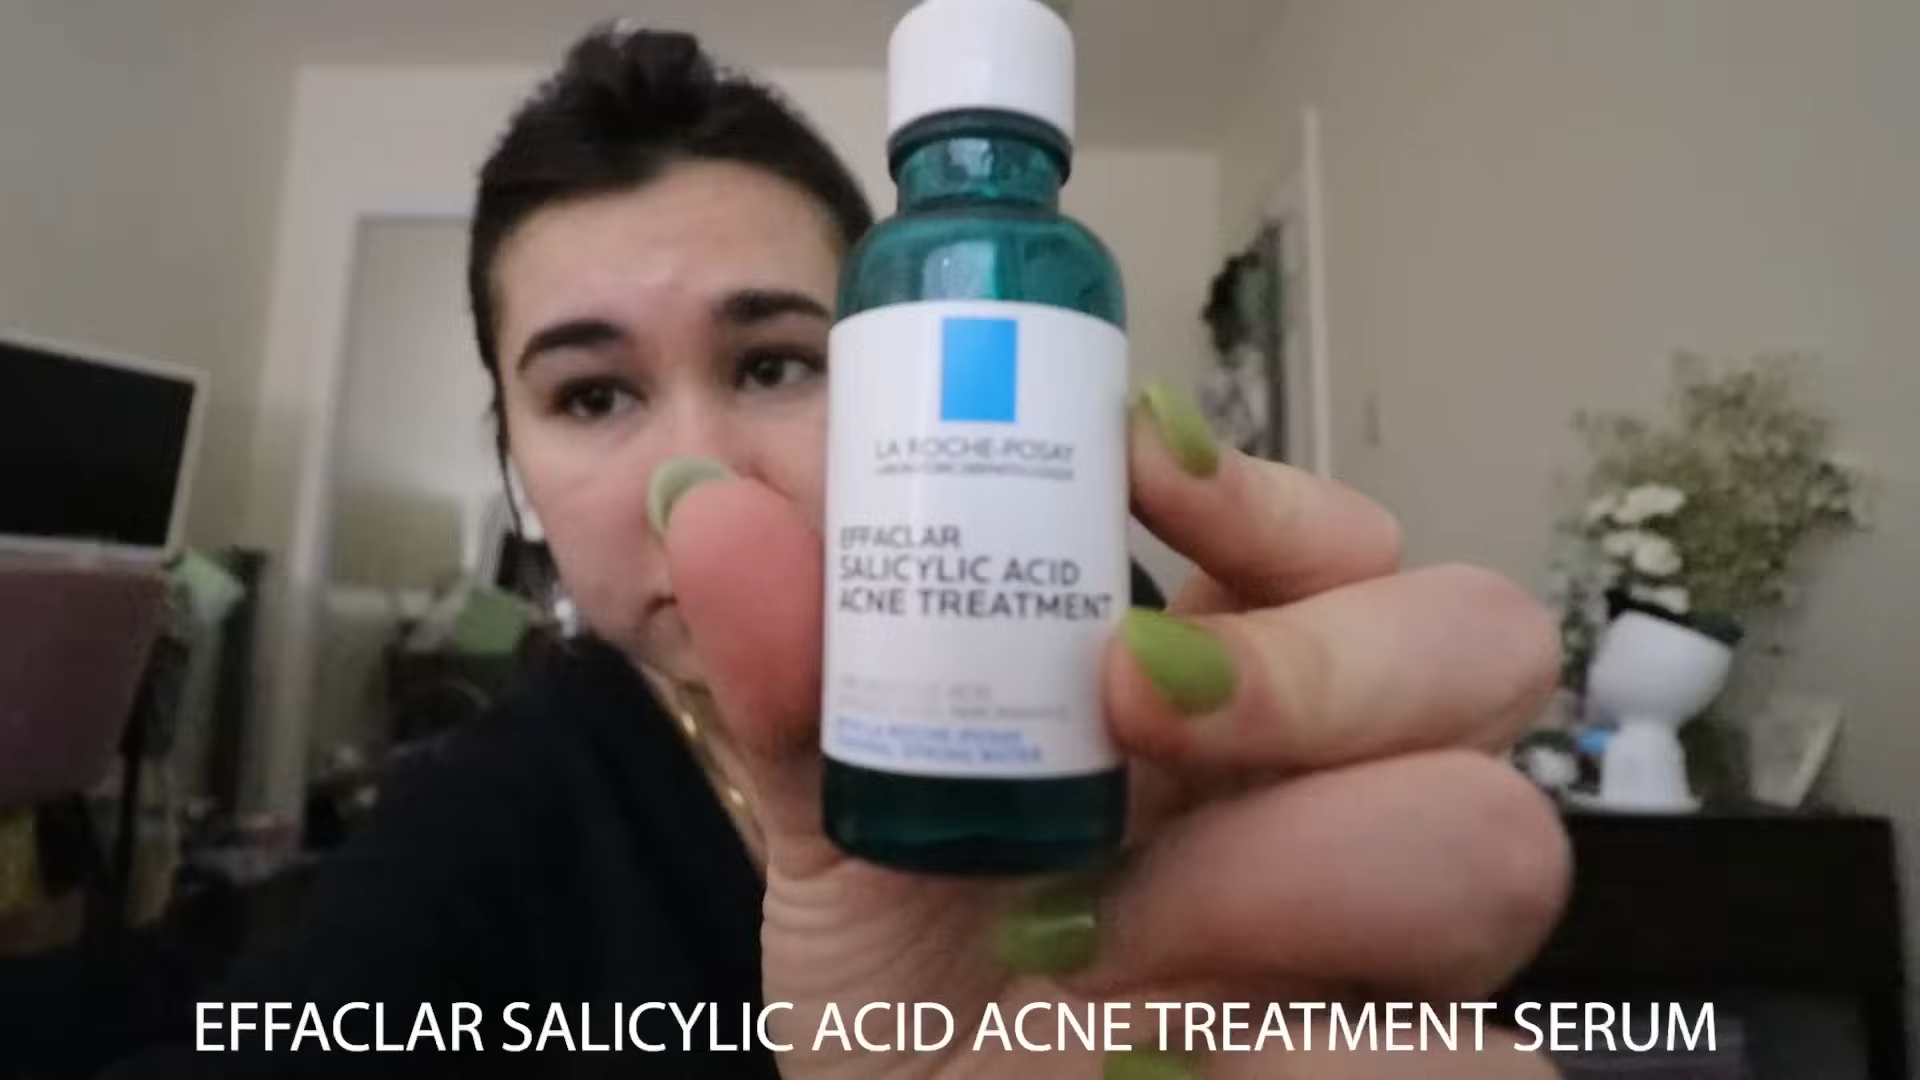 LA ROCHE-POSAY
EFFACLAR
SALICYLIC ACID
ACNE TREATMENT
EFFACLAR SALICYLIC ACID ACNE TREATMENT SERUM